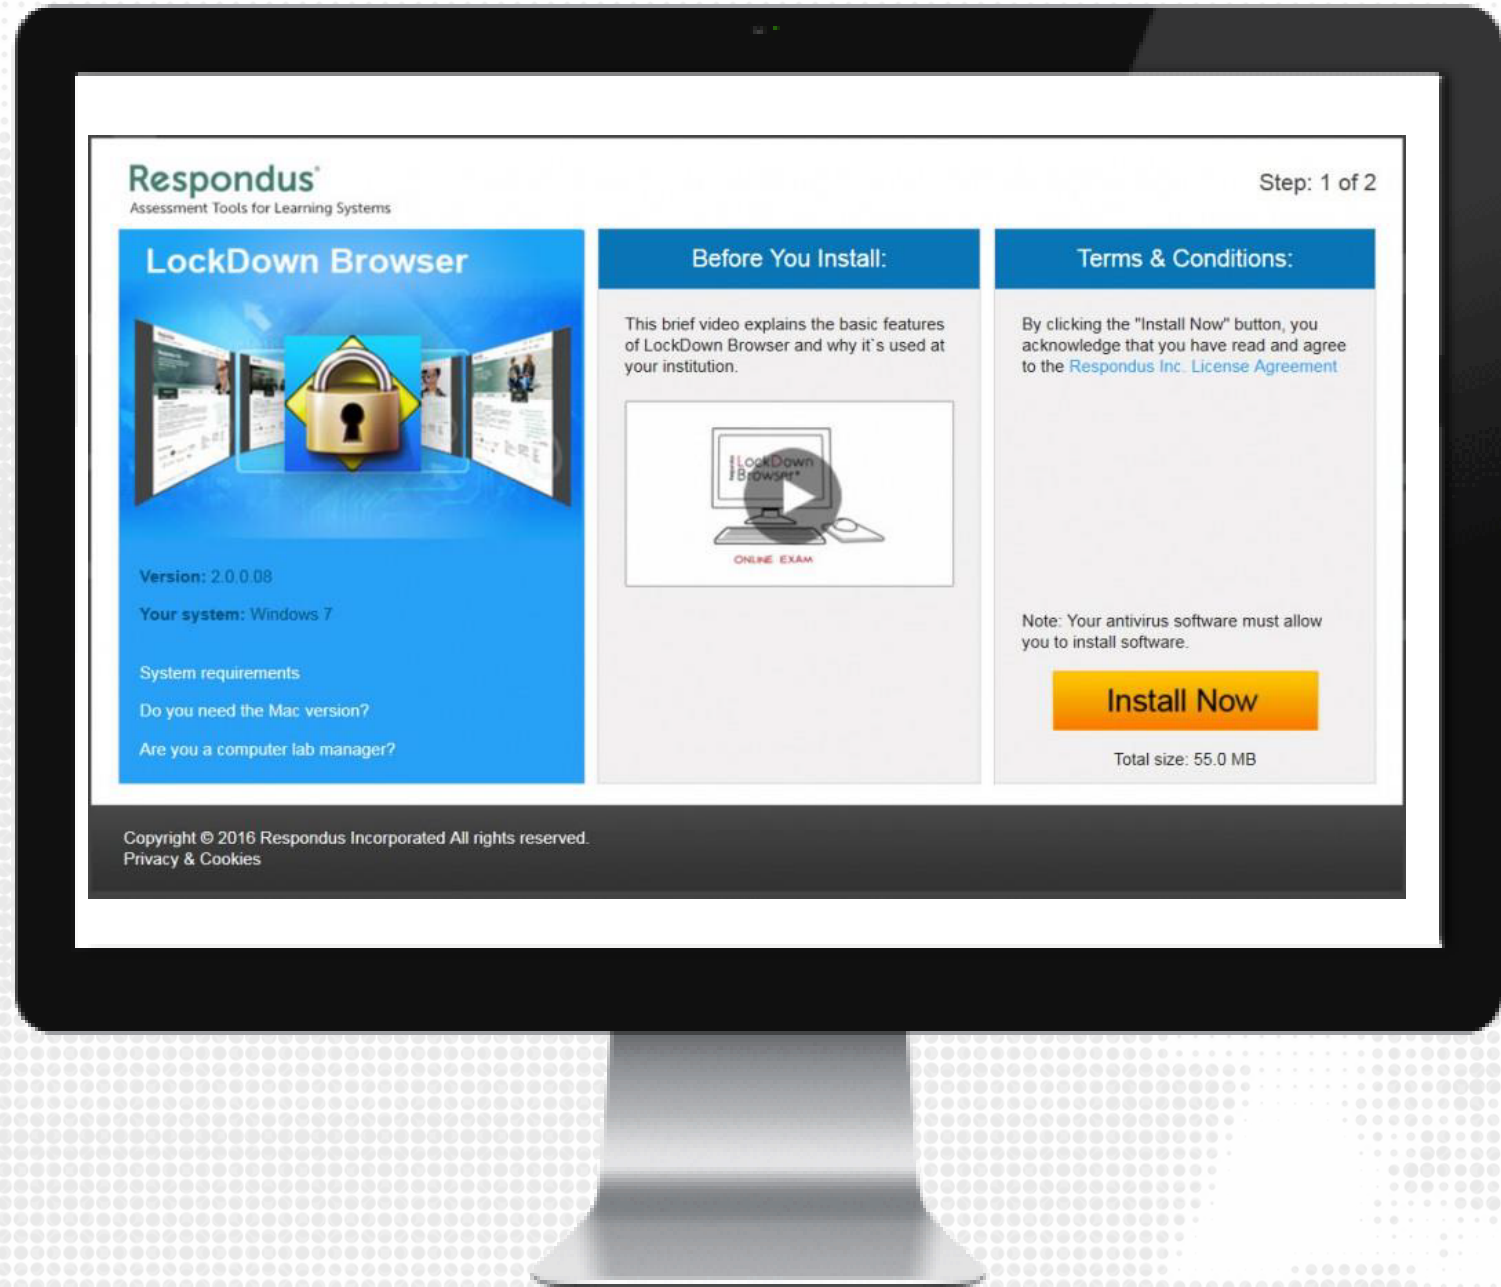 Respondus®
Assessment Tools for Learning Systems
Step: 1 of 2
LockDown Browser
Version: 2.0.0.08
Your system: Windows 7
System requirements
Do you need the Mac version?
Are you a computer lab manager?
Before You Install:
This brief video explains the basic features
of LockDown Browser and why it`s used at
your institution.
LockDown
Browser®
ONLINE EXAM
Terms & Conditions:
By clicking the "Install Now" button, you
acknowledge that you have read and agree
to the Respondus Inc. License Agreement
Note: Your antivirus software must allow
you to install software.
Install Now
Total size: 55.0 MB
Copyright © 2016 Respondus Incorporated All rights reserved.
Privacy & Cookies